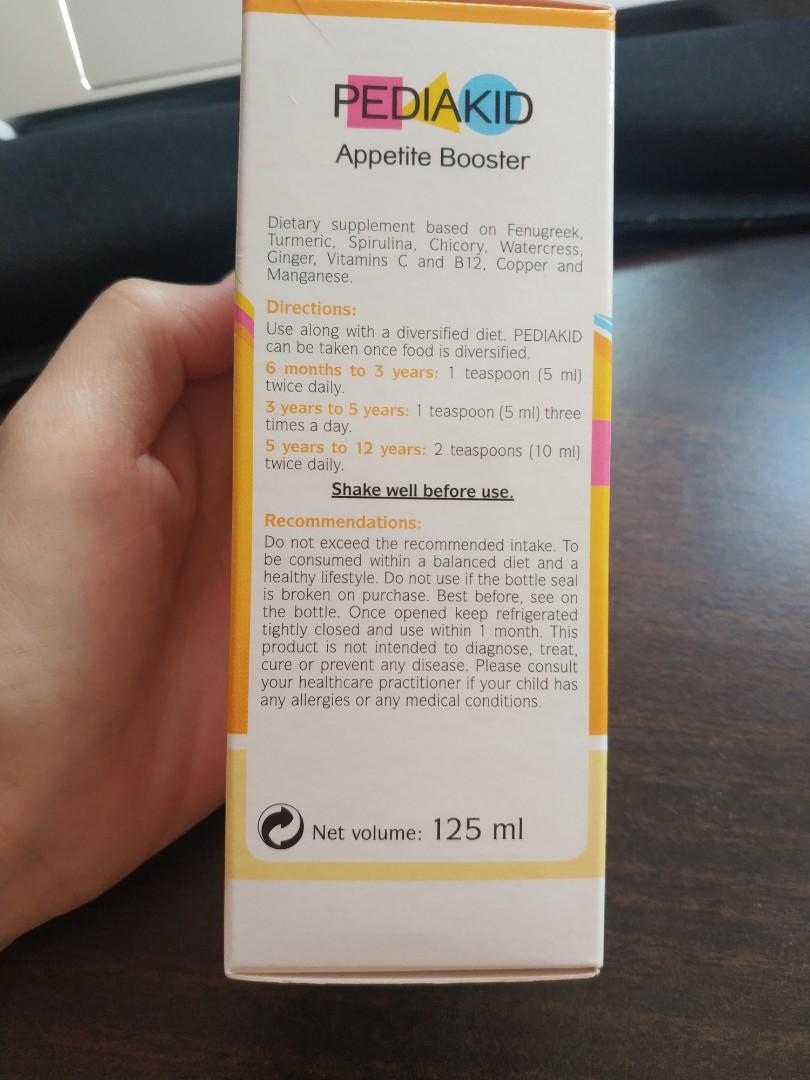 PEDIAKID
Appetite Booster
Dietary supplement based on Fenugreek,
Turmeric, Spirulina, Chicory, Watercress,
Ginger, Vitamins C and B12, Copper and
Manganese.
Directions:
Use along with a diversified diet. PEDIAKID
can be taken once food is diversified.
6 months to 3 years: 1 teaspoon (5 ml)
twice daily.
3 years to 5 years: 1 teaspoon (5 ml) three
times a day.
5 years to 12 years: 2 teaspoons (10 ml)
twice daily.
Shake well before use.
Recommendations:
Do not exceed the recommended intake. To
be consumed within a balanced diet and a
healthy lifestyle. Do not use if the bottle seal
is broken on purchase. Best before, see on
the bottle. Once opened keep refrigerated
tightly closed and use within 1 month. This
product is not intended to diagnose, treat,
cure or prevent any disease. Please consult
your healthcare practitioner if your child has
any allergies or any medical conditions.
Net volume: 125 ml